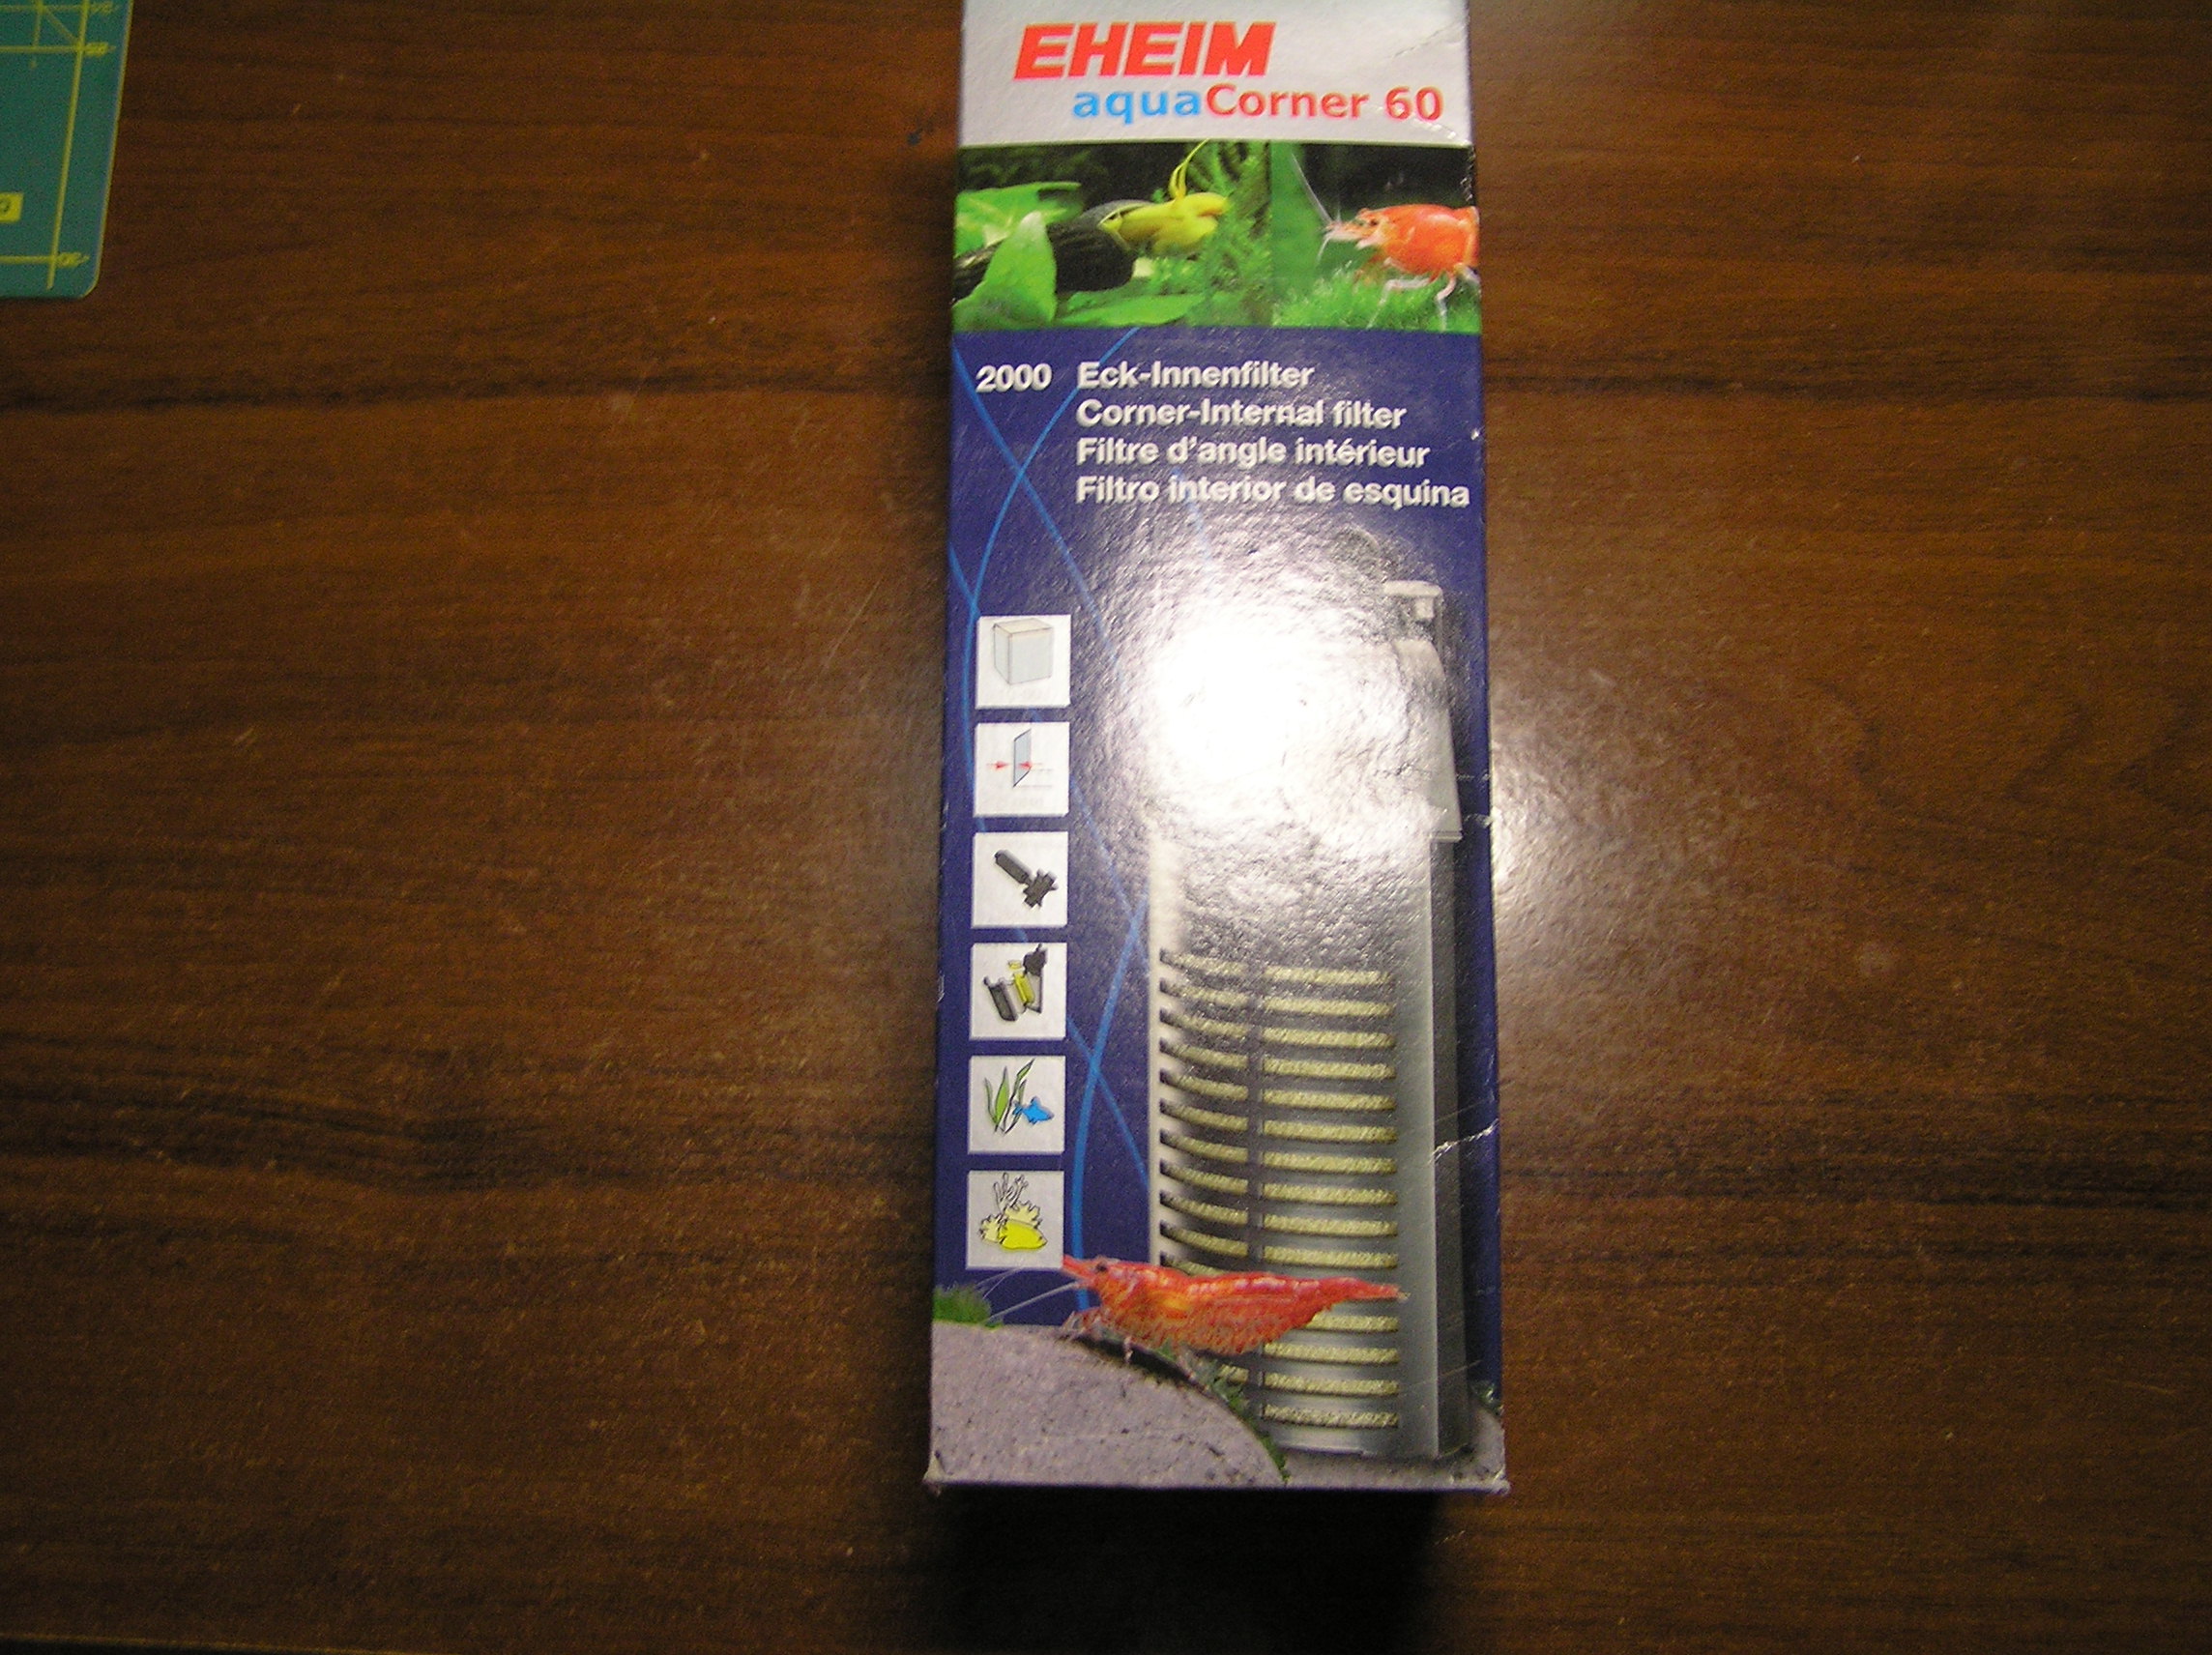 EHEIM
aquaCorner 60
2000 Eck-Innenfilter
Corner-Internal filter
Filtre d'angle intérieur
Filtro interior de esquina